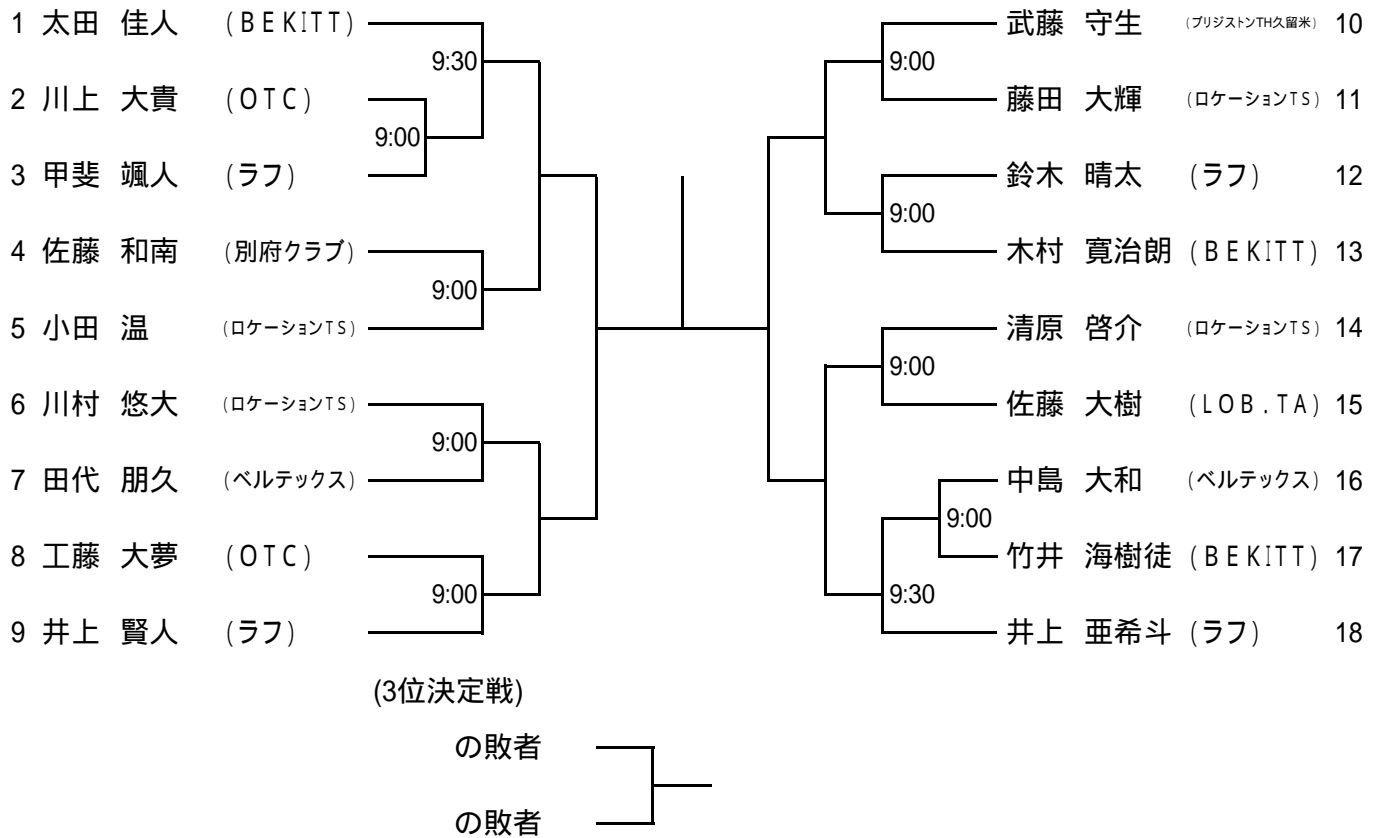 1 太田 佳人 (BEKITT)
9:30
2 川上 大貴 (OTC)
9:00
3 甲斐 颯人 (ラフ)
4 佐藤 和南 (別府クラブ)
9:00
5 小田 温 (ロケーションTS)
6 川村 悠大 (ロケーションTS)
9:00
7 田代 朋久 (ベルテックス)
8 工藤 大夢 (OTC)
9:00
9 井上 賢人 (ラフ)
武藤 守生 (ブリジストンTH久留米) 10
9:00
藤田 大輝 (ロケーションTS) 11
鈴木 晴太 (ラフ) 12
9:00
木村 寛治朗 (BEKITT) 13
清原 啓介 (ロケーションTS) 14
9:00
佐藤 大樹 (LOB.TA) 15
中島 大和 (ベルテックス) 16
9:00
竹井 海樹徒 (BEKITT) 17
9:30
井上 亜希斗 (ラフ) 18
(3位決定戦)
の敗者
の敗者